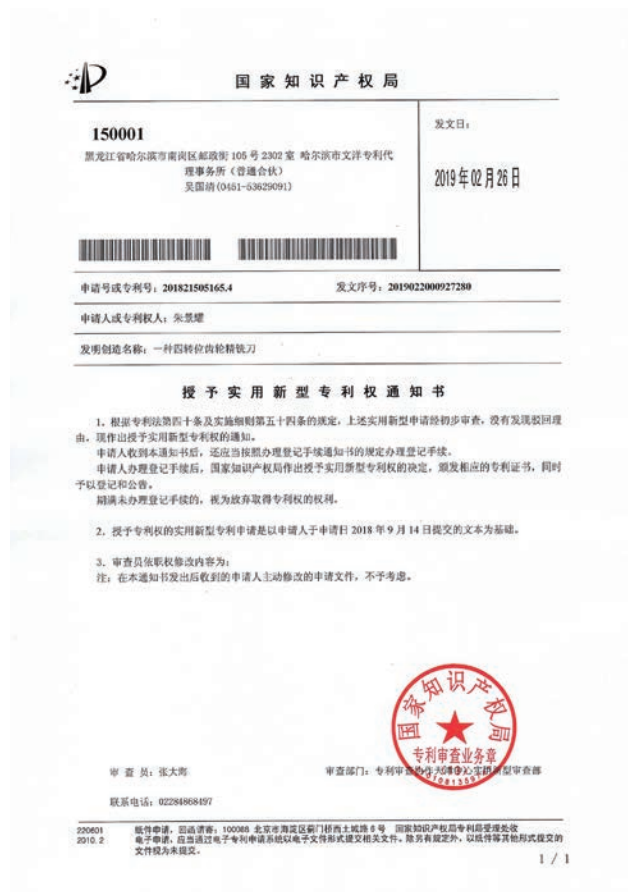 国家知识产权局
150001
黑龙江省哈尔滨市南岗区邮政街 105 号 2302 室 哈尔滨市文洋专利代
理事务所（普通合伙）
吴国清(0451-53629091)
发文日：
2019年02月26日
申请号或专利号：201821505165.4
发文序号：2019022000927280
申请人或专利权人：朱景耀
发明创造名称：一种四转位齿轮精铣刀
授予实用新型专利权通知书
1．根据专利法第四十条及实施细则第五十四条的规定，上述实用新型申请经初步审查，没有发现驳回理
由，现作出授予实用新型专利权的通知。
申请人收到本通知书后，还应当按照办理登记手续通知书的规定办理登记手续。
申请人办理登记手续后，国家知识产权局作出授予实用新型专利权的决定，颁发相应的专利证书，同时
予以登记和公告。
期满未办理登记手续的，视为放弃取得专利权的权利。
2．授予专利权的实用新型专利申请是以申请人于申请日 2018 年 9 月 14 日提交的文本为基础。
3．审查员依职权修改内容为：
注：在本通知书发出后收到的申请人主动修改的申请文件，不予考虑。
国家知识产权局
专利审查业务章
审 查 员：张大海
审查部门：专利审查协作天津中心实用新型审查部
联系电话：02284868497
220601
2010.2
纸件申请，回函请寄：100088 北京市海淀区蓟门桥西土城路 6 号 国家知识产权局专利局受理处收
电子申请，应当通过电子专利申请系统以电子文件形式提交相关文件。除另有规定外，以纸件等其他形式提交的
文件视为未提交。
1 / 1